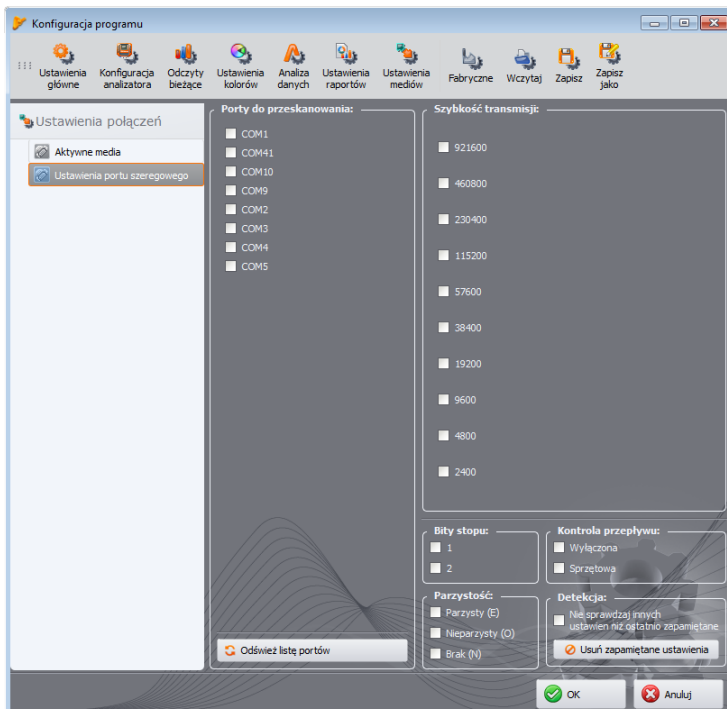 Konfiguracja programu
Ustawienia główne
Konfiguracja analizatora
Odczyty bieżące
Ustawienia kolorów
Analiza danych
Ustawienia raportów
Ustawienia mediów
Fabryczne
Wczytaj
Zapisz
Zapisz jako
Ustawienia połączeń
Aktywne media
Ustawienia portu szeregowego
Porty do przeskanowania:
COM1
COM41
COM10
COM9
COM2
COM3
COM4
COM5
Odśwież listę portów
Szybkość transmisji:
921600
460800
230400
115200
57600
38400
19200
9600
4800
2400
Bity stopu:
1
2
Kontrola przepływu:
Wyłączona
Sprzętowa
Parzystość:
Parzysty (E)
Nieparzysty (O)
Brak (N)
Detekcja:
Nie sprawdzaj innych
ustawien niż ostatnio zapamiętane
Usuń zapamiętane ustawienia
OK
Anuluj